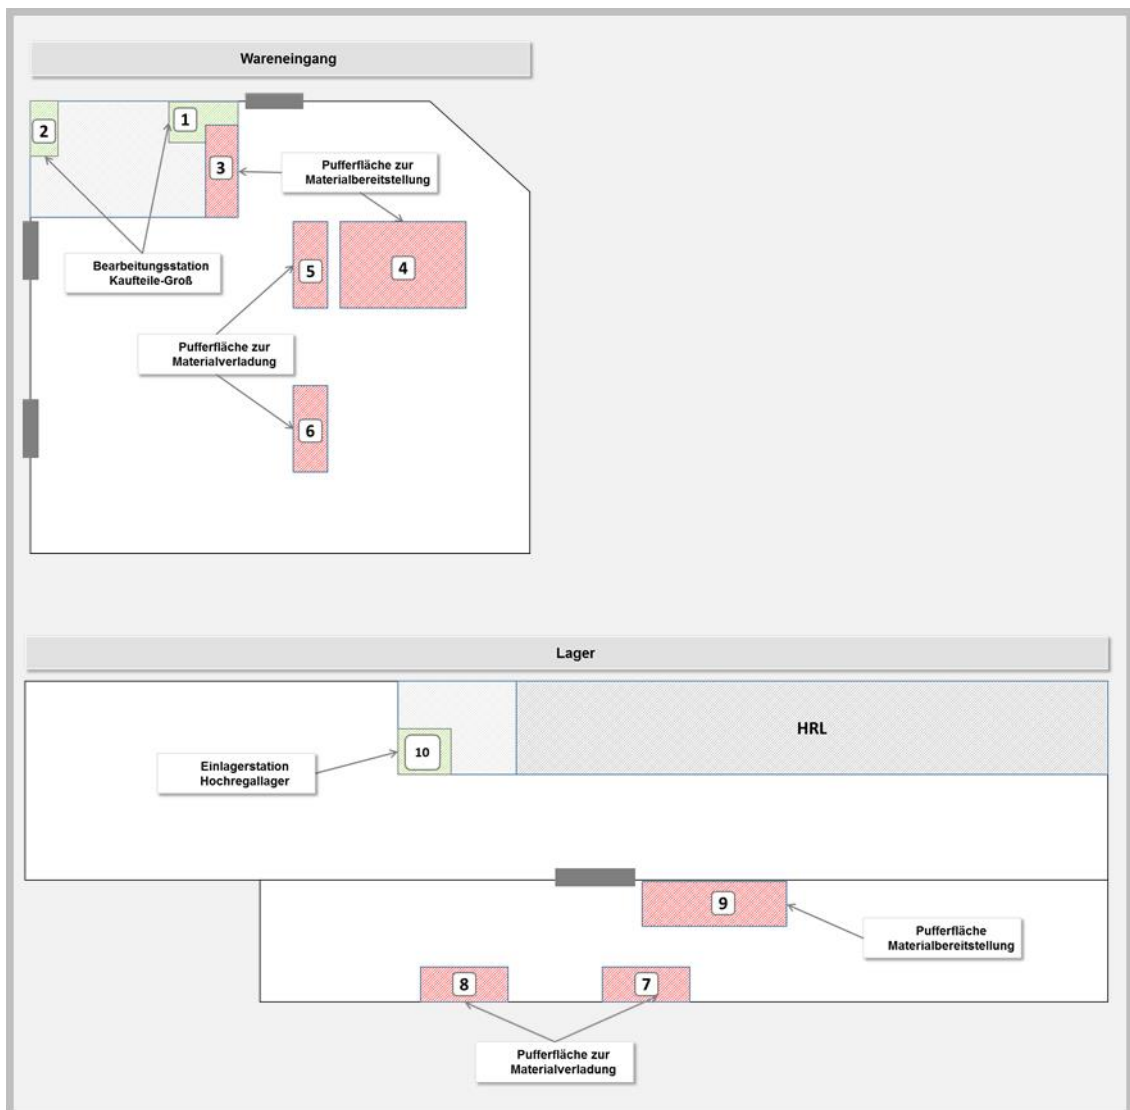 Wareneingang
2
1
3
Pufferfläche zur
Materialbereitstellung
Bearbeitungsstation
Kaufteile-Groß
5
4
Pufferfläche zur
Materialverladung
6
Lager
HRL
10
Einlagerstation
Hochregallager
9
Pufferfläche
Materialbereitstellung
8
7
Pufferfläche zur
Materialverladung